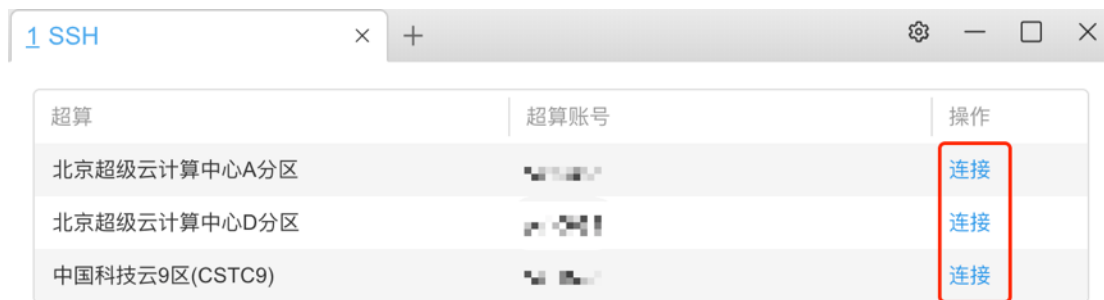 1 SSH
超算 超算账号 操作
北京超级云计算中心A分区 连接
北京超级云计算中心D分区 连接
中国科技云9区(CSTC9) 连接